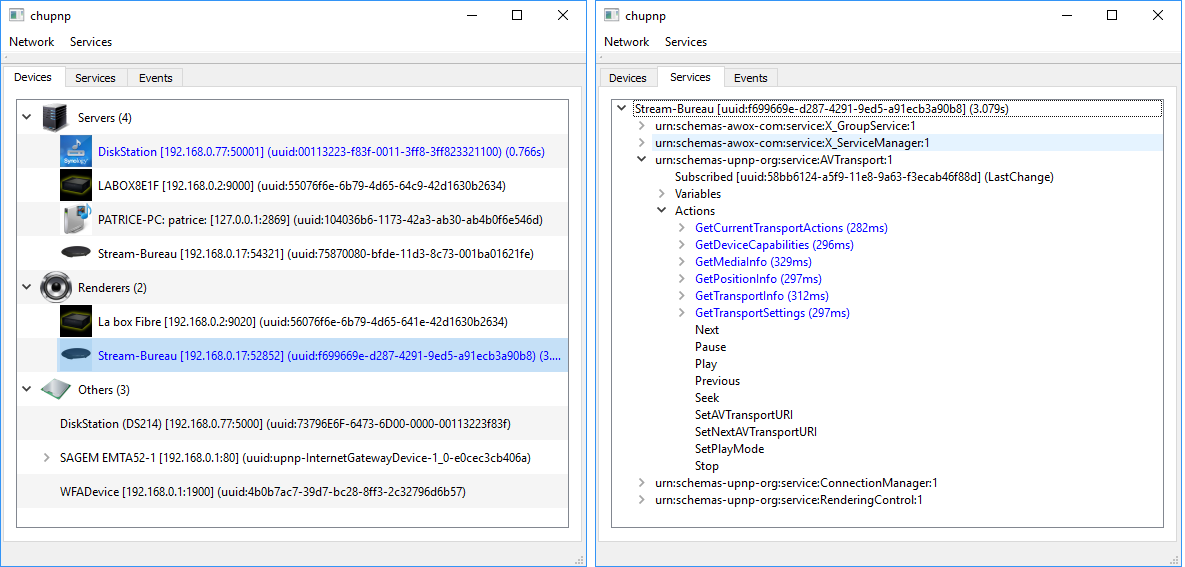 chupnp
Network Services
Devices Services Events
Servers (4)
Synology
DiskStation [192.168.0.77:50001] (uuid:00113223-f83f-0011-3ff8-3ff823321100) (0.766s)
LABOX8E1F [192.168.0.2:9000] (uuid:55076f6e-6b79-4d65-64c9-42d1630b2634)
PATRICE-PC: patrice: [127.0.0.1:2869] (uuid:104036b6-1173-42a3-ab30-ab4b0f6e546d)
Stream-Bureau [192.168.0.17:54321] (uuid:75870080-bfde-11d3-8c73-001ba01621fe)
Renderers (2)
La box Fibre [192.168.0.2:9020] (uuid:56076f6e-6b79-4d65-641e-42d1630b2634)
Stream-Bureau [192.168.0.17:52852] (uuid:f699669e-d287-4291-9ed5-a91ecb3a90b8) (3....
Others (3)
DiskStation (DS214) [192.168.0.77:5000] (uuid:73796E6F-6473-6D00-0000-00113223f83f)
SAGEM EMTA52-1 [192.168.0.1:80] (uuid:upnp-InternetGatewayDevice-1_0-e0cec3cb406a)
WFADevice [192.168.0.1:1900] (uuid:4b0b7ac7-39d7-bc28-8ff3-2c32796d6b57)
chupnp
Network Services
Devices Services Events
Stream-Bureau [uuid:f699669e-d287-4291-9ed5-a91ecb3a90b8] (3.079s)
urn:schemas-awox-com:service:X_GroupService:1
urn:schemas-awox-com:service:X_ServiceManager:1
urn:schemas-upnp-org:service:AVTransport:1
Subscribed [uuid:58bb6124-a5f9-11e8-9a63-f3ecab46f88d] (LastChange)
Variables
Actions
GetCurrentTransportActions (282ms)
GetDeviceCapabilities (296ms)
GetMediaInfo (329ms)
GetPositionInfo (297ms)
GetTransportInfo (312ms)
GetTransportSettings (297ms)
Next
Pause
Play
Previous
Seek
SetAVTransportURI
SetNextAVTransportURI
SetPlayMode
Stop
urn:schemas-upnp-org:service:ConnectionManager:1
urn:schemas-upnp-org:service:RenderingControl:1